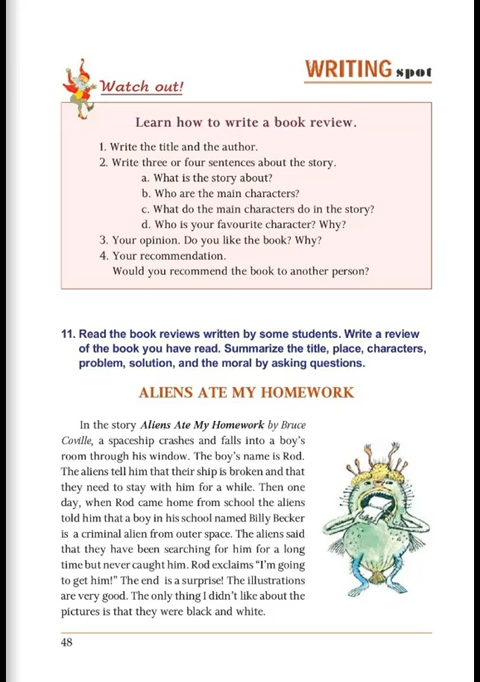 WRITING spot
Watch out!
Learn how to write a book review.
1. Write the title and the author.
2. Write three or four sentences about the story.
a. What is the story about?
b. Who are the main characters?
c. What do the main characters do in the story?
d. Who is your favourite character? Why?
3. Your opinion. Do you like the book? Why?
4. Your recommendation.
Would you recommend the book to another person?
11. Read the book reviews written by some students. Write a review
of the book you have read. Summarize the title, place, characters,
problem, solution, and the moral by asking questions.
ALIENS ATE MY HOMEWORK
In the story Aliens Ate My Homework by Bruce
Coville, a spaceship crashes and falls into a boy's
room through his window. The boy's name is Rod.
The aliens tell him that their ship is broken and that
they need to stay with him for a while. Then one
day, when Rod came home from school the aliens
told him that a boy in his school named Billy Becker
is a criminal alien from outer space. The aliens said
that they have been searching for him for a long
time but never caught him. Rod exclaims "I'm going
to get him!" The end is a surprise! The illustrations
are very good. The only thing I didn't like about the
pictures is that they were black and white.
48